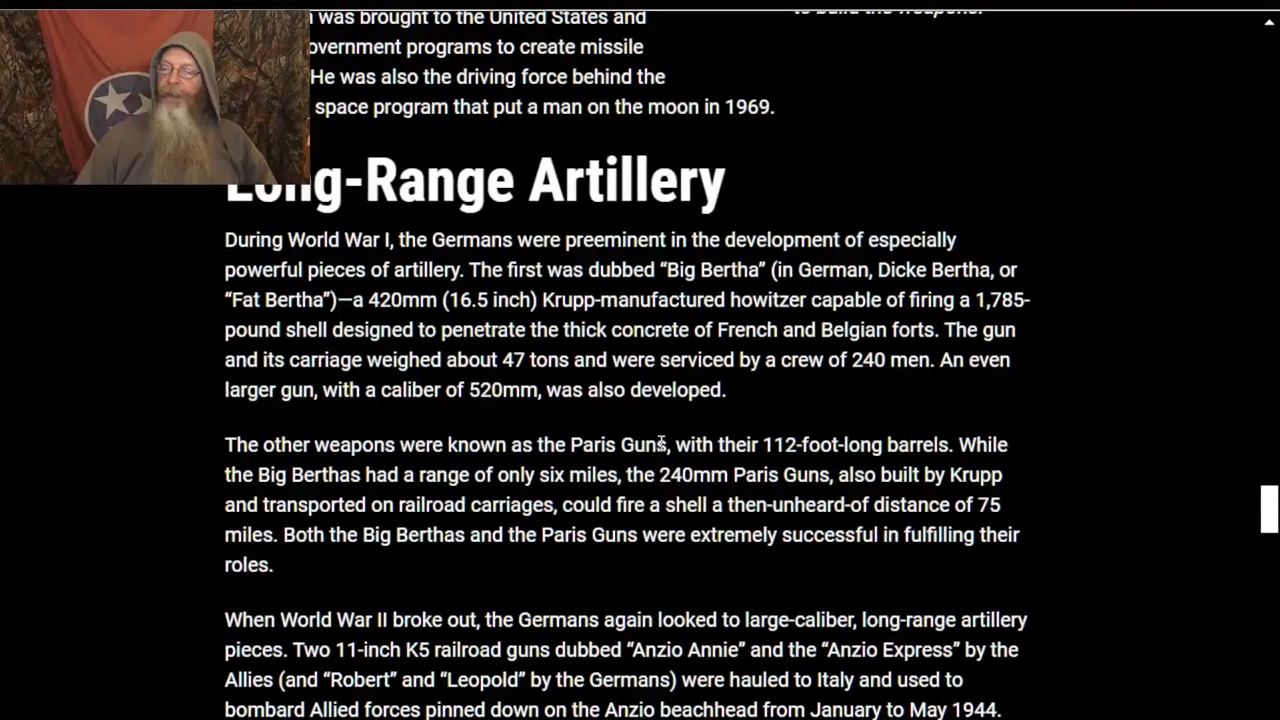 was brought to the United States and
to build the weapons.
overnment programs to create missile
He was also the driving force behind the
space program that put a man on the moon in 1969.
Long-Range Artillery
During World War I, the Germans were preeminent in the development of especially
powerful pieces of artillery. The first was dubbed “Big Bertha” (in German, Dicke Bertha, or
“Fat Bertha”)—a 420mm (16.5 inch) Krupp-manufactured howitzer capable of firing a 1,785-
pound shell designed to penetrate the thick concrete of French and Belgian forts. The gun
and its carriage weighed about 47 tons and were serviced by a crew of 240 men. An even
larger gun, with a caliber of 520mm, was also developed.
The other weapons were known as the Paris Guns, with their 112-foot-long barrels. While
the Big Berthas had a range of only six miles, the 240mm Paris Guns, also built by Krupp
and transported on railroad carriages, could fire a shell a then-unheard-of distance of 75
miles. Both the Big Berthas and the Paris Guns were extremely successful in fulfilling their
roles.
When World War II broke out, the Germans again looked to large-caliber, long-range artillery
pieces. Two 11-inch K5 railroad guns dubbed “Anzio Annie” and the “Anzio Express” by the
Allies (and “Robert” and “Leopold” by the Germans) were hauled to Italy and used to
bombard Allied forces pinned down on the Anzio beachhead from January to May 1944.